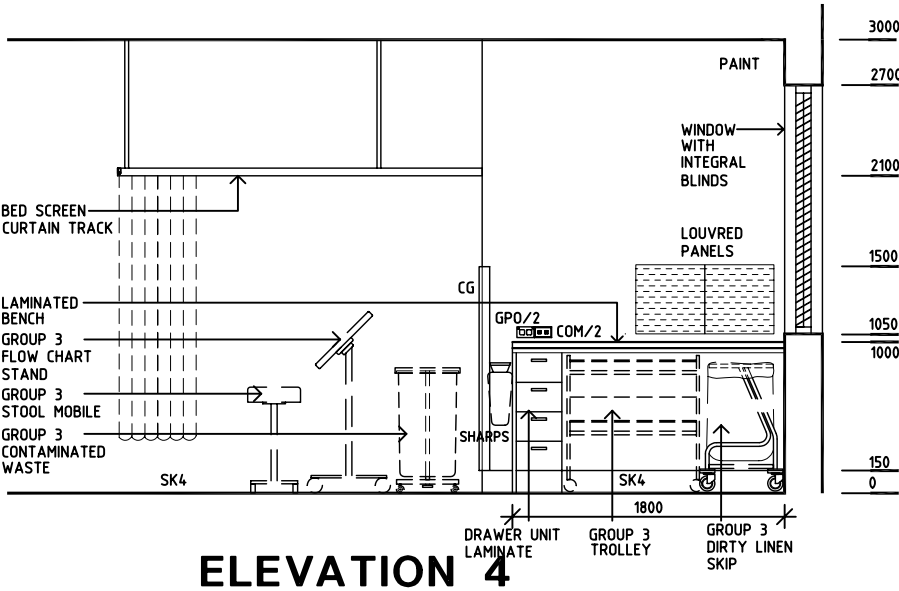 3000
PAINT
2700
WINDOW
WITH
INTEGRAL
BLINDS
2100
BED SCREEN
CURTAIN TRACK
LOUVRED
PANELS
1500
CG
LAMINATED
BENCH
GPO/2
COM/2
1050
1000
GROUP 3
FLOW CHART
STAND
GROUP 3
STOOL MOBILE
GROUP 3
CONTAMINATED
WASTE
SHARPS
150
SK4
SK4
0
1800
DRAWER UNIT
LAMINATE
GROUP 3
TROLLEY
GROUP 3
DIRTY LINEN
SKIP
ELEVATION 4